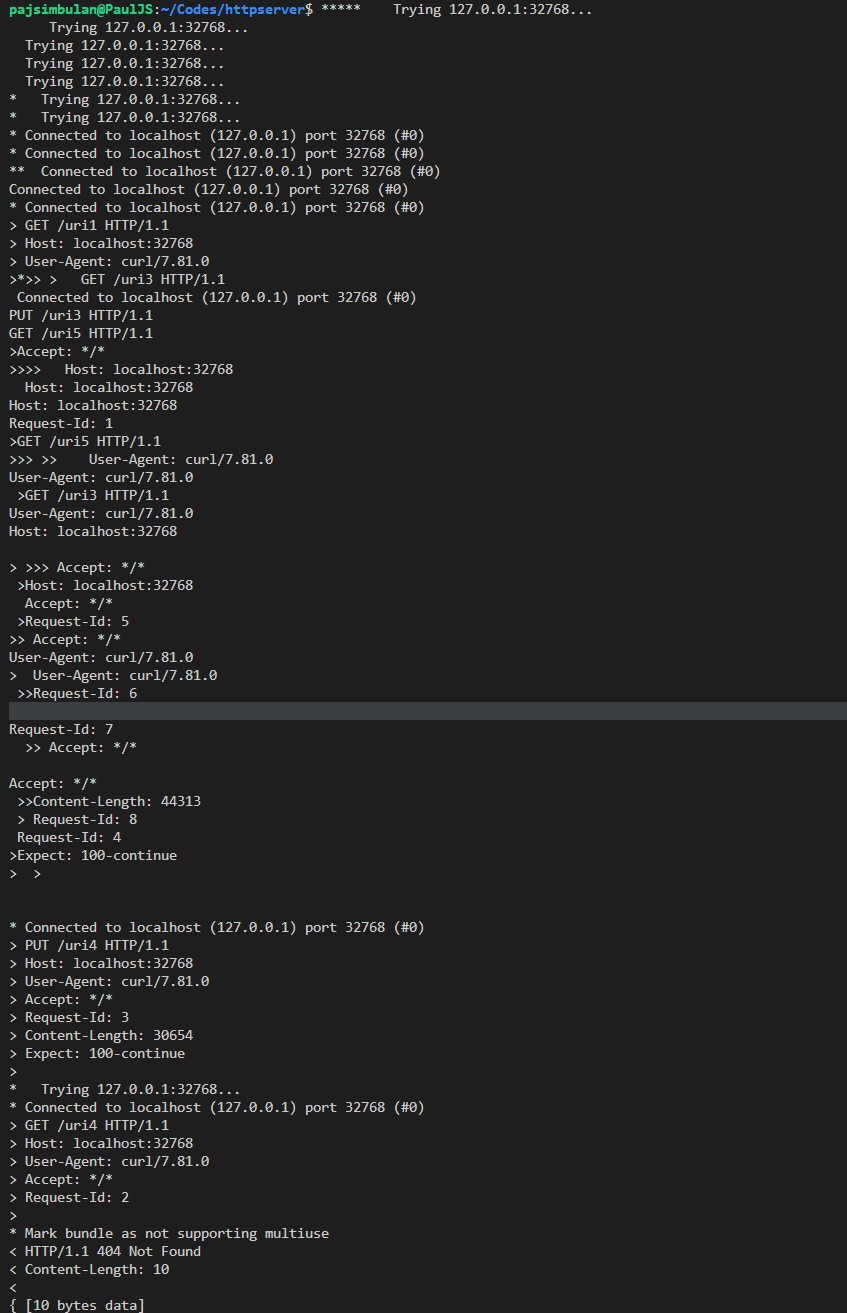 pajsimbulan@PaulJS:~/Codes/httpserver$ *****    Trying 127.0.0.1:32768...
     Trying 127.0.0.1:32768...
  Trying 127.0.0.1:32768...
  Trying 127.0.0.1:32768...
  Trying 127.0.0.1:32768...
*   Trying 127.0.0.1:32768...
*   Trying 127.0.0.1:32768...
* Connected to localhost (127.0.0.1) port 32768 (#0)
* Connected to localhost (127.0.0.1) port 32768 (#0)
**  Connected to localhost (127.0.0.1) port 32768 (#0)
Connected to localhost (127.0.0.1) port 32768 (#0)
* Connected to localhost (127.0.0.1) port 32768 (#0)
> GET /uri1 HTTP/1.1
> Host: localhost:32768
> User-Agent: curl/7.81.0
>*>> >   GET /uri3 HTTP/1.1
 Connected to localhost (127.0.0.1) port 32768 (#0)
PUT /uri3 HTTP/1.1
GET /uri5 HTTP/1.1
>Accept: */*
>>>>   Host: localhost:32768
  Host: localhost:32768
Host: localhost:32768
Request-Id: 1
>GET /uri5 HTTP/1.1
>>> >>    User-Agent: curl/7.81.0
User-Agent: curl/7.81.0
 >GET /uri3 HTTP/1.1
User-Agent: curl/7.81.0
Host: localhost:32768

> >>> Accept: */*
 >Host: localhost:32768
  Accept: */*
 >Request-Id: 5
>> Accept: */*
User-Agent: curl/7.81.0
>  User-Agent: curl/7.81.0
 >>Request-Id: 6

Request-Id: 7
  >> Accept: */*

Accept: */*
 >>Content-Length: 44313
 > Request-Id: 8
 Request-Id: 4
>Expect: 100-continue
>  >


* Connected to localhost (127.0.0.1) port 32768 (#0)
> PUT /uri4 HTTP/1.1
> Host: localhost:32768
> User-Agent: curl/7.81.0
> Accept: */*
> Request-Id: 3
> Content-Length: 30654
> Expect: 100-continue
>
*   Trying 127.0.0.1:32768...
* Connected to localhost (127.0.0.1) port 32768 (#0)
> GET /uri4 HTTP/1.1
> Host: localhost:32768
> User-Agent: curl/7.81.0
> Accept: */*
> Request-Id: 2
>
* Mark bundle as not supporting multiuse
< HTTP/1.1 404 Not Found
< Content-Length: 10
<
{ [10 bytes data]